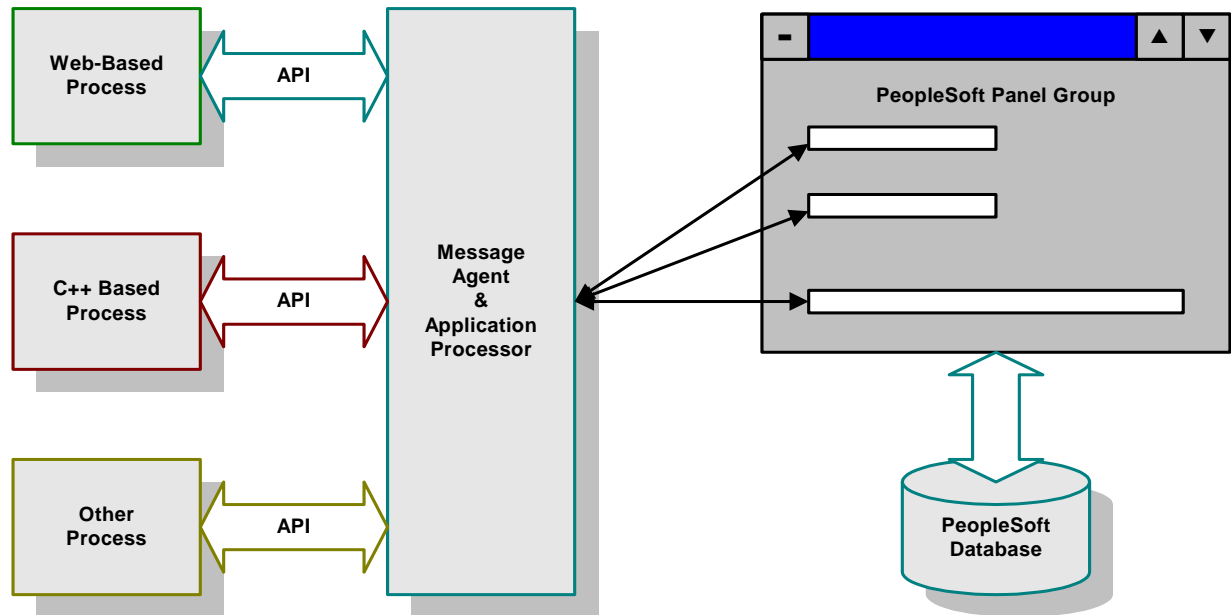 Web-Based
Process
API
C++ Based
Process
API
Other
Process
API
Message
Agent
&
Application
Processor
PeopleSoft Panel Group
PeopleSoft
Database